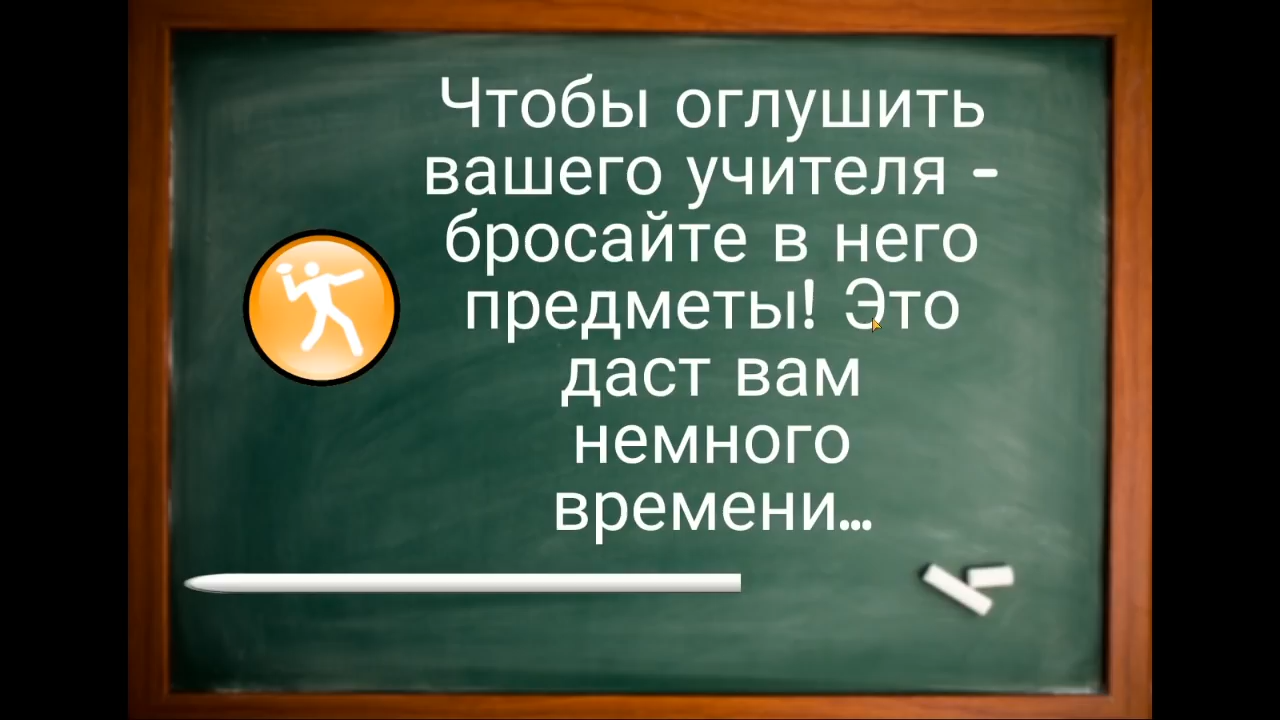 Чтобы оглушить
вашего учителя -
бросайте в него
предметы! Это
даст вам
немного
времени...